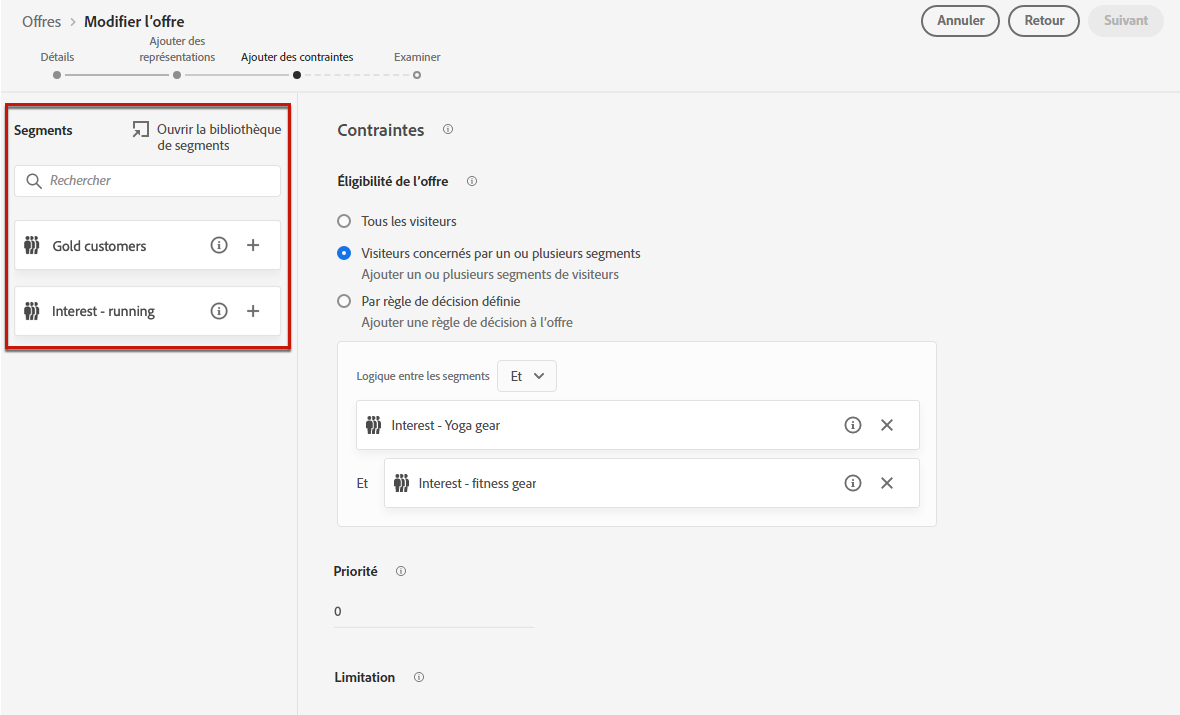 Offres > Modifier l'offre
Annuler
Retour
Suivant
Détails
Ajouter des
représentations
Ajouter des contraintes
Examiner
Segments
Ouvrir la bibliothèque
de segments
Rechercher
Gold customers
Interest - running
Contraintes
Éligibilité de l'offre
Tous les visiteurs
Visiteurs concernés par un ou plusieurs segments
Ajouter un ou plusieurs segments de visiteurs
Par règle de décision définie
Ajouter une règle de décision à l'offre
Logique entre les segments
Et
Interest - Yoga gear
Et
Interest - fitness gear
Priorité
0
Limitation